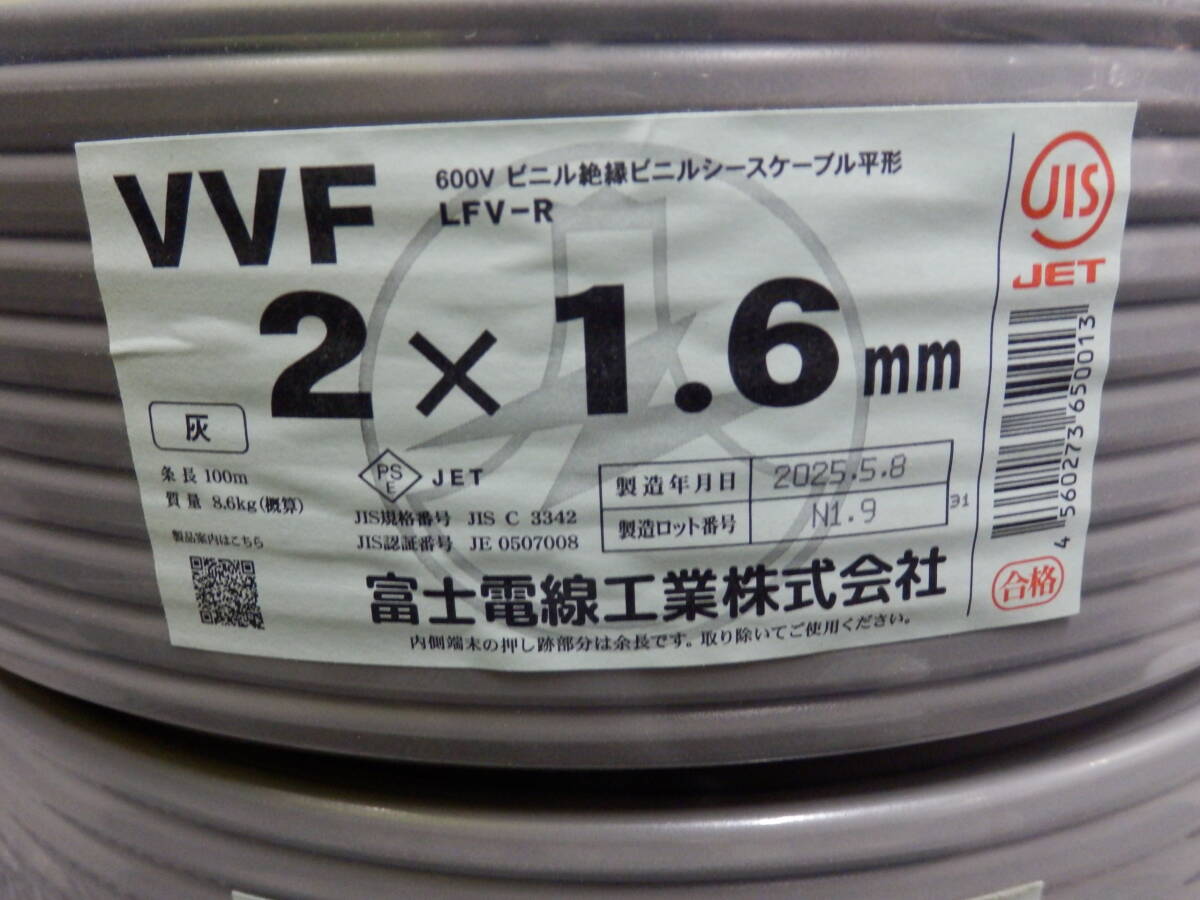 VVF
600V ビニル絶縁ビニルシースケーブル平形
LFV-R
2×1.6mm
灰
条長 100m
質量 8.6kg(概算)
製品案内はこちら
PS
E
JET
JIS規格番号 JIS C 3342
JIS認証番号 JE 0507008
製造年月日 2025.5.8
製造ロット番号 N1.9
31
富士電線工業株式会社
内側端末の押し跡部分は余長です。取り除いてご使用ください。
JIS
JET
4560273650013
合格